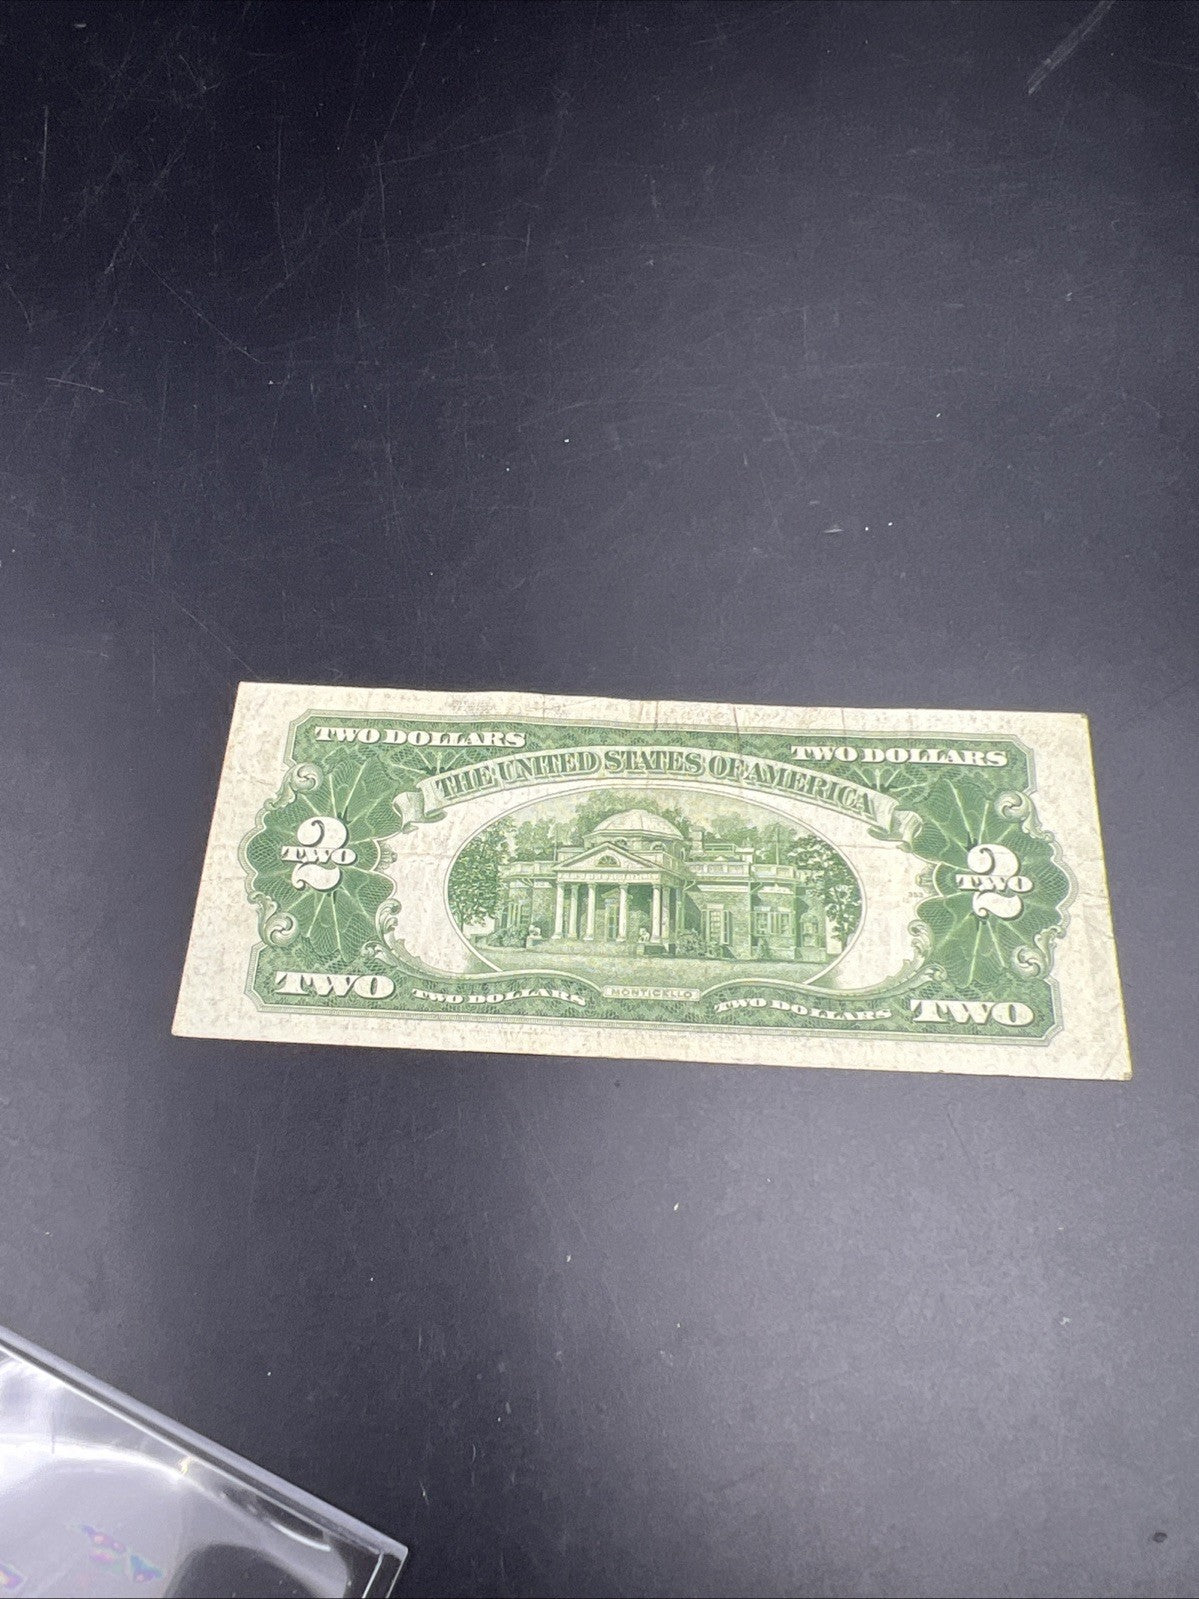 TWO DOLLARS TWO DOLLARS
THE UNITED STATES OF AMERICA
2 TWO 2 TWO
TWO TWO DOLLARS MONTICELLO TWO DOLLARS TWO